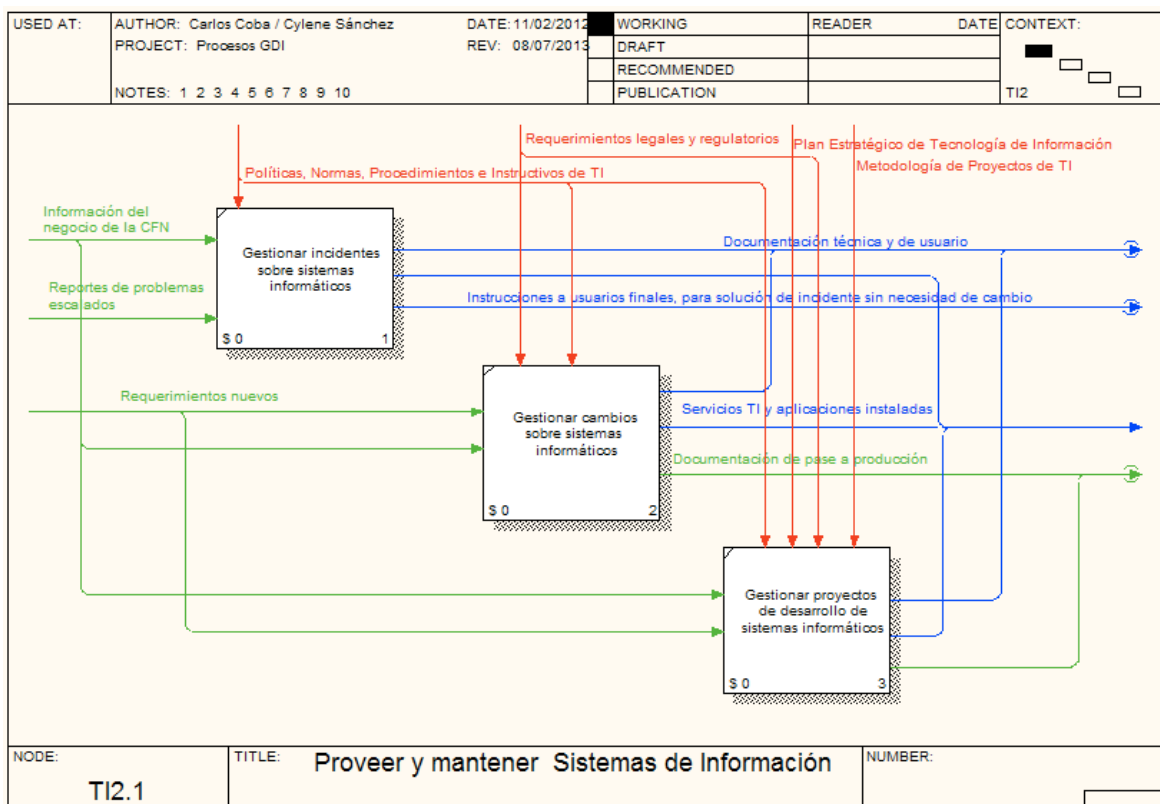 USED AT:
AUTHOR: Carlos Coba / Cylene Sánchez
DATE: 11/02/2012
PROJECT: Procesos GDI
REV: 08/07/2013
NOTES: 1 2 3 4 5 6 7 8 9 10
WORKING
DRAFT
RECOMMENDED
PUBLICATION
READER
DATE
CONTEXT:
TI2
Requerimientos legales y regulatorios
Plan Estratégico de Tecnología de Información
Metodología de Proyectos de TI
Políticas, Normas, Procedimientos e Instructivos de TI
Información del
negocio de la CFN
Reportes de problemas
escalados
Gestionar incidentes
sobre sistemas
informáticos
$ 0
1
Documentación técnica y de usuario
Instrucciones a usuarios finales, para solución de incidente sin necesidad de cambio
Requerimientos nuevos
Gestionar cambios
sobre sistemas
informáticos
$ 0
2
Servicios TI y aplicaciones instaladas
Documentación de pase a producción
Gestionar proyectos
de desarrollo de
sistemas informáticos
$ 0
3
NODE:
TI2.1
TITLE:
Proveer y mantener Sistemas de Información
NUMBER: